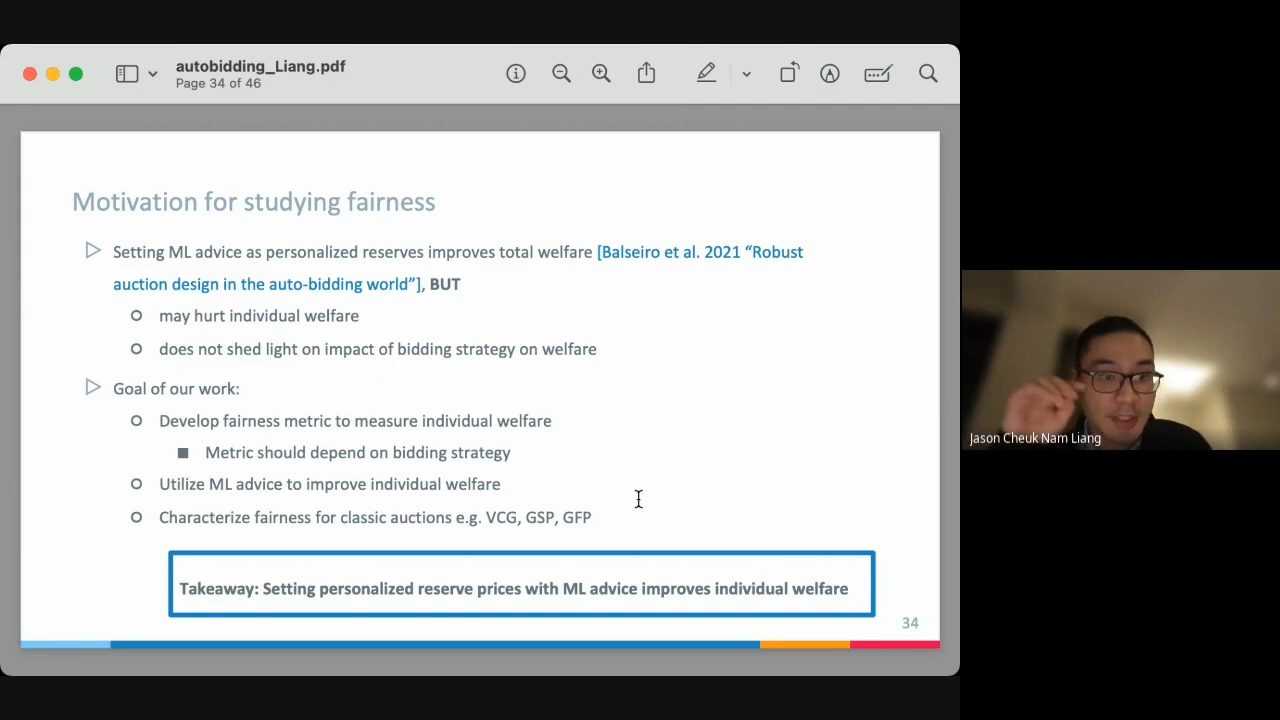 autobidding_Liang.pdf
Page 34 of 46
Motivation for studying fairness
Setting ML advice as personalized reserves improves total welfare [Balseiro et al. 2021 “Robust
auction design in the auto-bidding world”], BUT
may hurt individual welfare
does not shed light on impact of bidding strategy on welfare
Goal of our work:
Develop fairness metric to measure individual welfare
Metric should depend on bidding strategy
Utilize ML advice to improve individual welfare
Characterize fairness for classic auctions e.g. VCG, GSP, GFP
Takeaway: Setting personalized reserve prices with ML advice improves individual welfare
34
Jason Cheuk Nam Liang